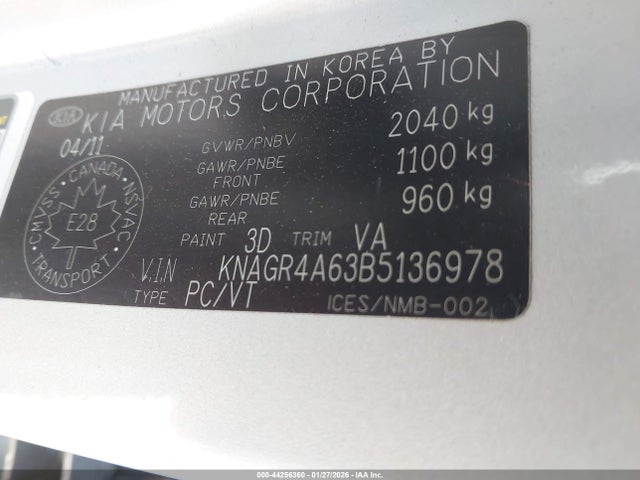 MANUFACTURED IN KOREA BY
KIA KIA MOTORS CORPORATION
04/11
GVWR/PNBV 2040 kg
GAWR/PNBE FRONT 1100 kg
GAWR/PNBE REAR 960 kg
CANADA NSVAC TRANSPORT CMVSS
E28
PAINT 3D TRIM VA
V.I.N KNAGR4A63B5136978
TYPE PC/VT ICES/NMB-002
000-44256360 - 01/27/2026 - IAA Inc.